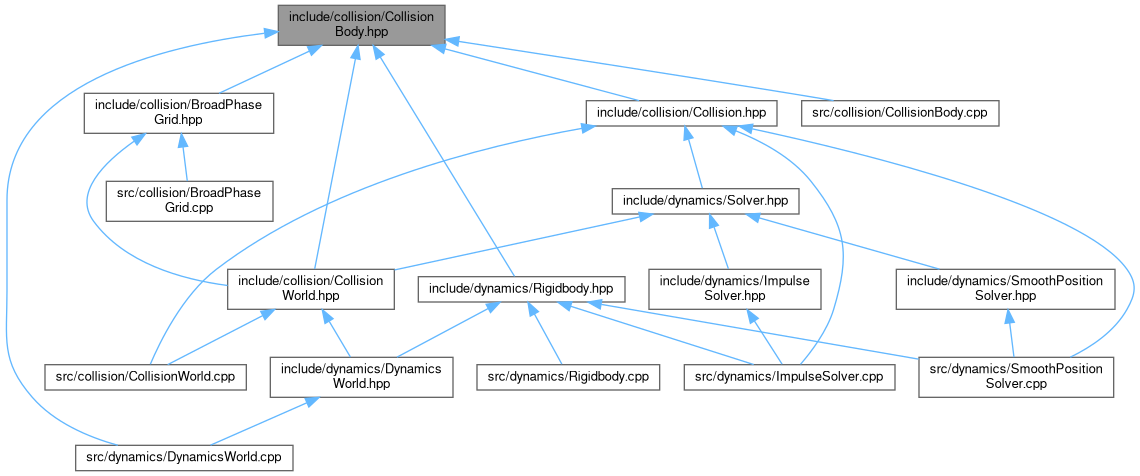 include/collision/Collision
Body.hpp
include/collision/BroadPhase
Grid.hpp
include/collision/Collision.hpp
src/collision/CollisionBody.cpp
src/collision/BroadPhase
Grid.cpp
include/dynamics/Solver.hpp
include/collision/Collision
World.hpp
include/dynamics/Rigidbody.hpp
include/dynamics/Impulse
Solver.hpp
include/dynamics/SmoothPosition
Solver.hpp
src/collision/CollisionWorld.cpp
include/dynamics/Dynamics
World.hpp
src/dynamics/Rigidbody.cpp
src/dynamics/ImpulseSolver.cpp
src/dynamics/SmoothPosition
Solver.cpp
src/dynamics/DynamicsWorld.cpp